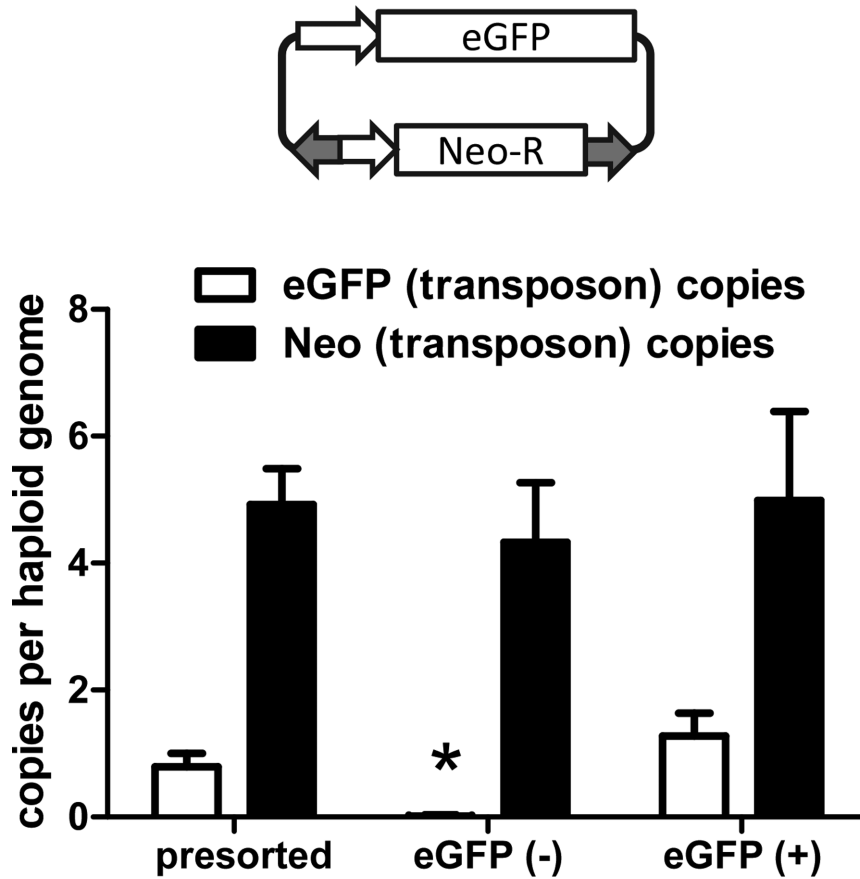 eGFP
Neo-R
eGFP (transposon) copies
Neo (transposon) copies
copies per haploid genome
8
6
4
2
0
*
presorted eGFP (-) eGFP (+)